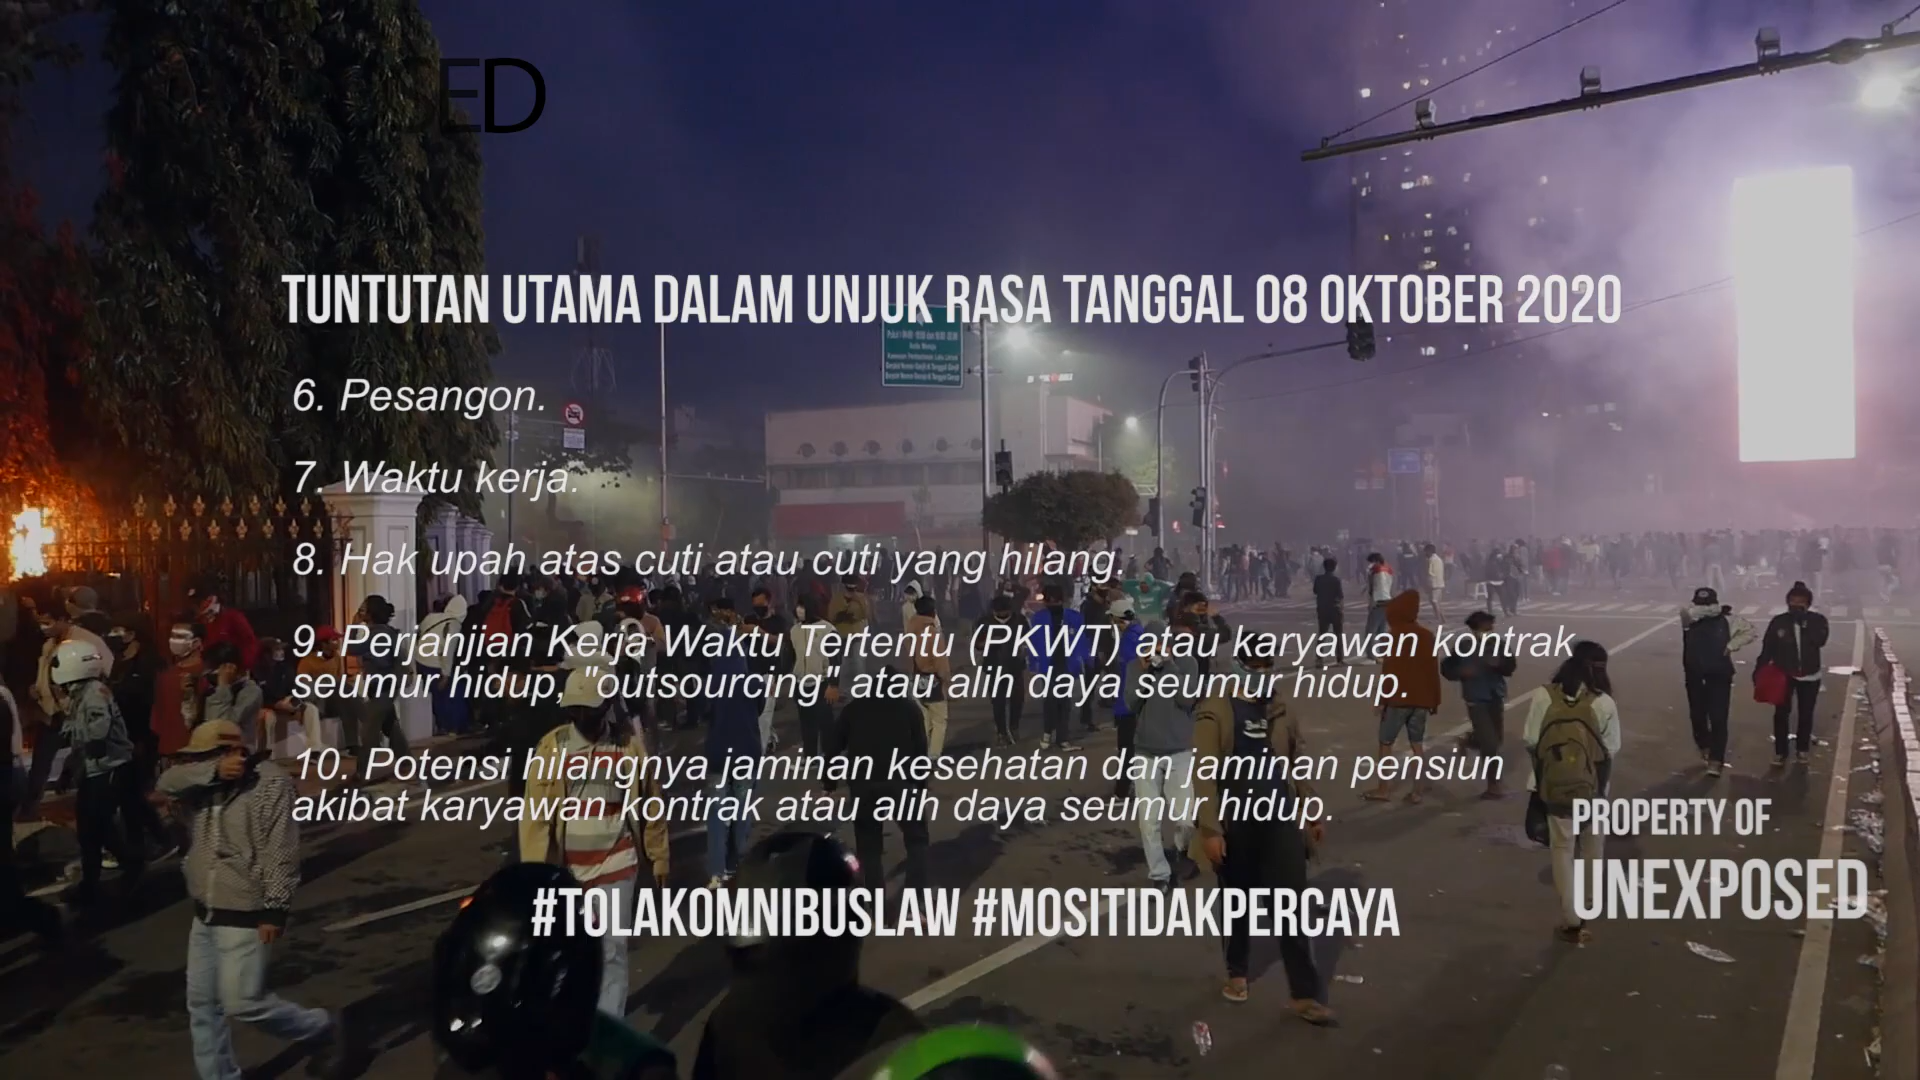 ED
TUNTUTAN UTAMA DALAM UNJUK RASA TANGGAL 08 OKTOBER 2020
6. Pesangon.
7. Waktu kerja.
8. Hak upah atas cuti atau cuti yang hilang.
9. Perjanjian Kerja Waktu Tertentu (PKWT) atau karyawan kontrak
seumur hidup, "outsourcing" atau alih daya seumur hidup.
10. Potensi hilangnya jaminan kesehatan dan jaminan pensiun
akibat karyawan kontrak atau alih daya seumur hidup.
PROPERTY OF
UNEXPOSED
#TOLAKOMNIBUSLAW #MOSITIDAKPERCAYA